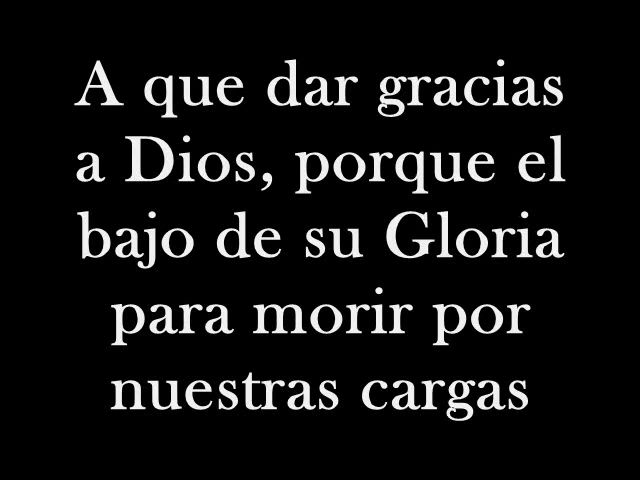 A que dar gracias
a Dios, porque el
bajo de su Gloria
para morir por
nuestras cargas